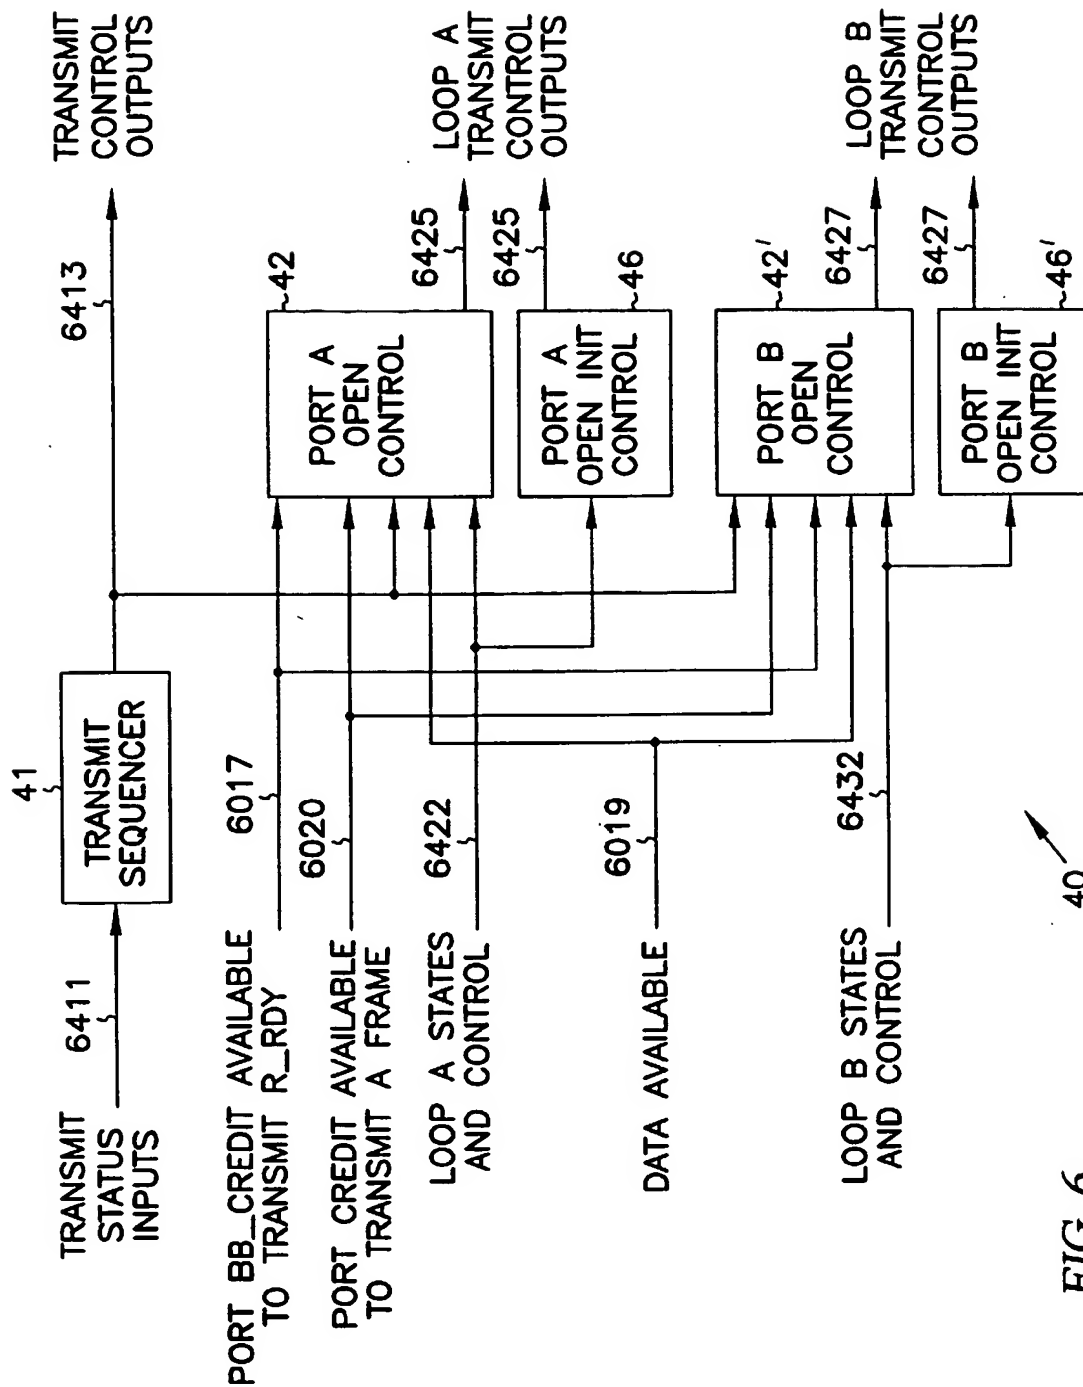 TRANSMIT
STATUS
INPUTS
6411
41
TRANSMIT
SEQUENCER
6413
TRANSMIT
CONTROL
OUTPUTS
PORT BB_CREDIT AVAILABLE
TO TRANSMIT R_RDY
6017
PORT CREDIT AVAILABLE
TO TRANSMIT A FRAME
6020
LOOP A STATES
AND CONTROL
6422
DATA AVAILABLE
6019
LOOP B STATES
AND CONTROL
6432
PORT A
OPEN
CONTROL
42
6425
LOOP A
TRANSMIT
CONTROL
OUTPUTS
PORT A
OPEN INIT
CONTROL
46
6425
PORT B
OPEN
CONTROL
42'
6427
LOOP B
TRANSMIT
CONTROL
OUTPUTS
PORT B
OPEN INIT
CONTROL
46'
6427
40
FIG. 6